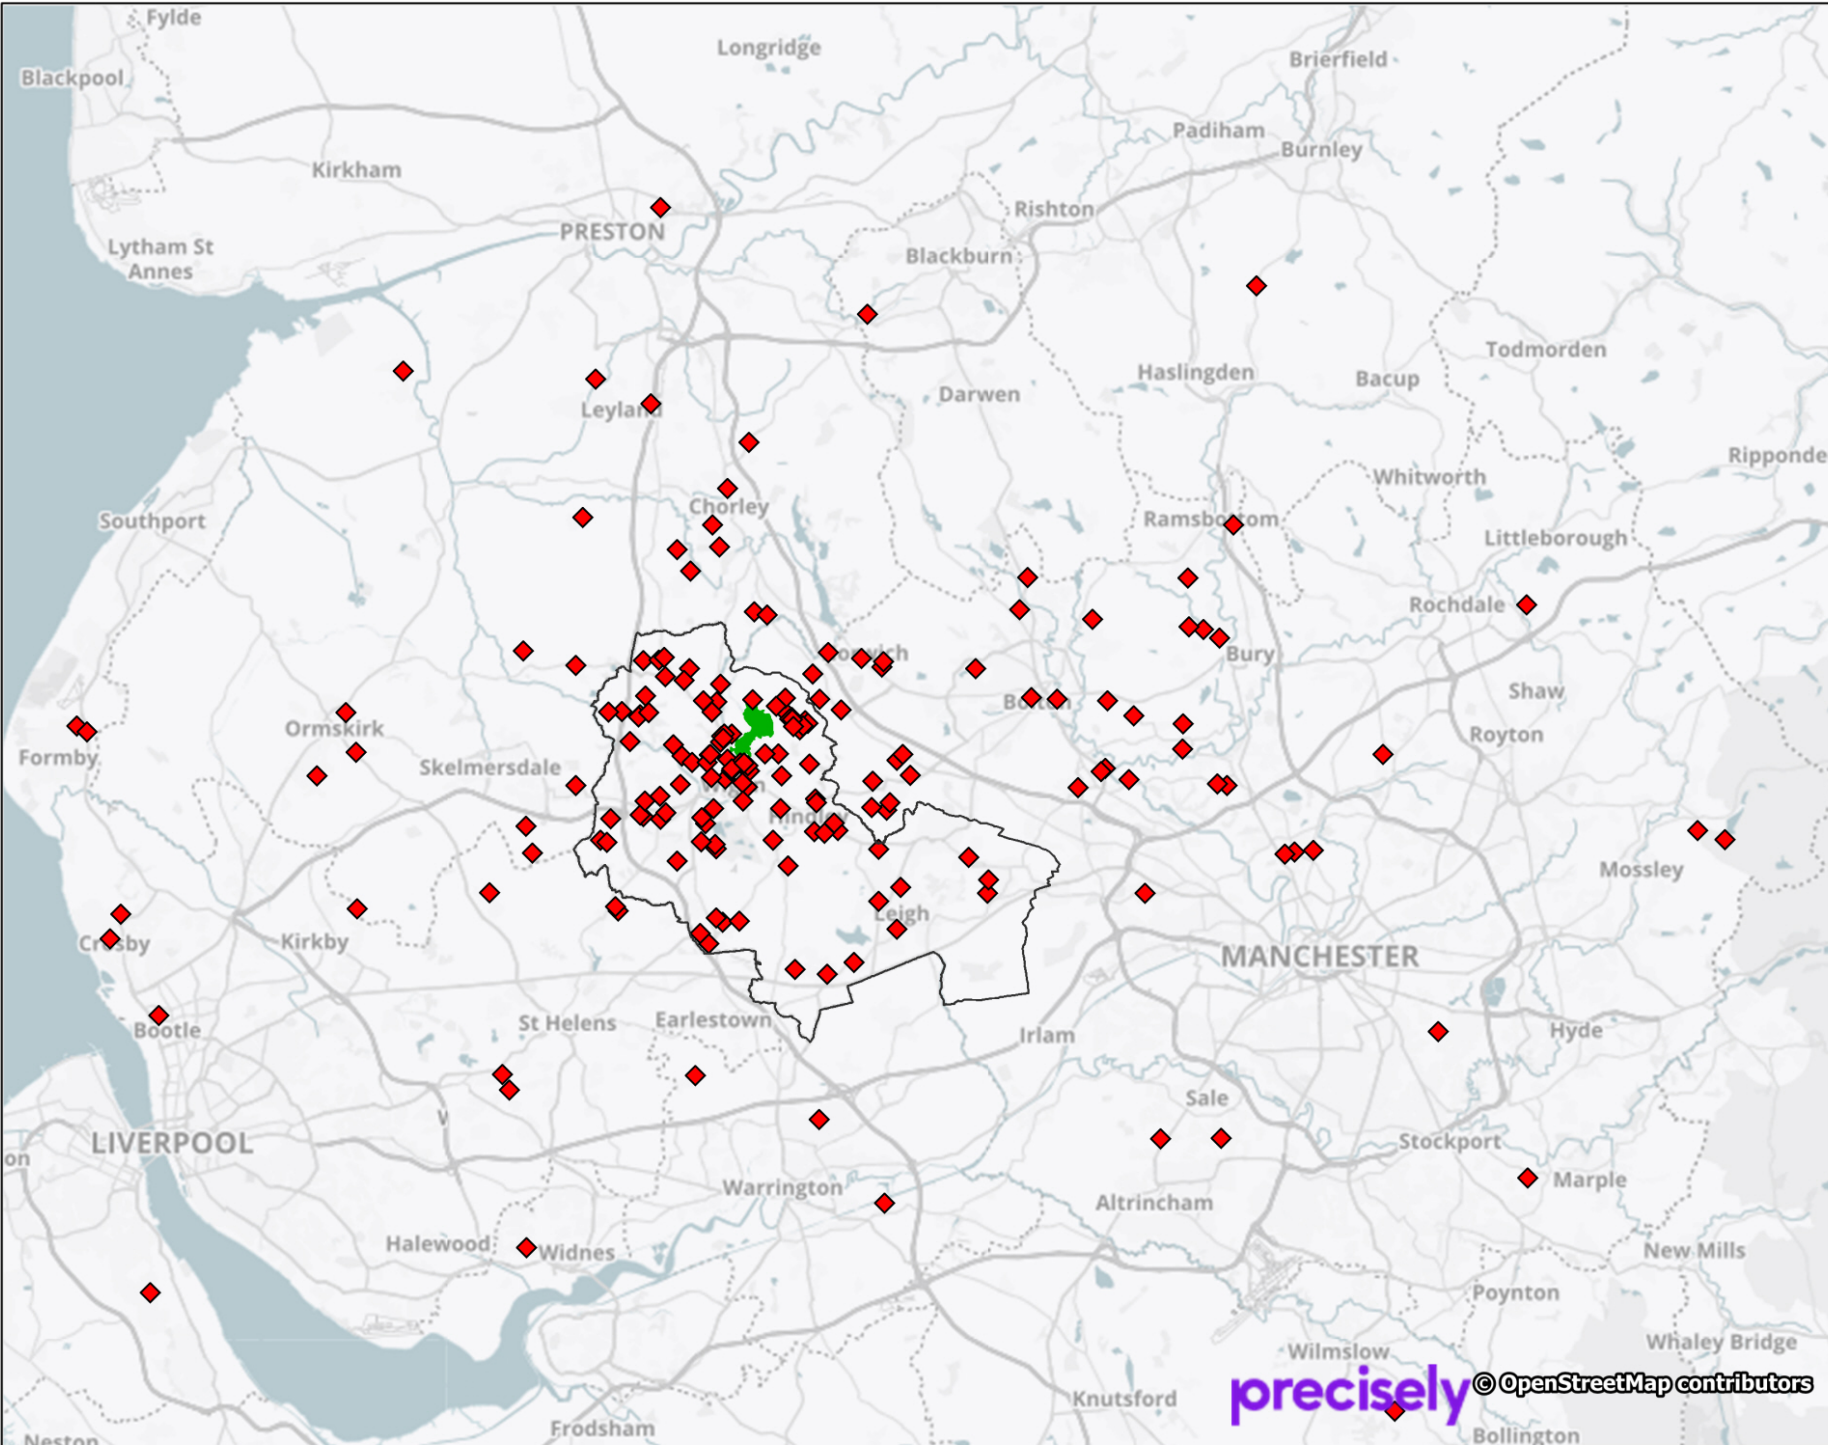 Fylde
Longridge
Brierfield
Blackpool
Padiham
Burnley
Kirkham
Rishton
PRESTON
Lytham St
Annes
Blackburn
Todmorden
Haslingden
Bacup
Darwen
Leyland
Ripponde
Whitworth
Chorley
Southport
Ramsbottom
Littleborough
Rochdale
Bury
Shaw
Ormskirk
Royton
Formby
Skelmersdale
Hindley
Mossley
Leigh
Crosby
Kirkby
MANCHESTER
St Helens
Earlestown
Bootle
Irlam
Hyde
Sale
LIVERPOOL
Stockport
on
Warrington
Marple
Altrincham
Halewood
Widnes
New Mills
Poynton
Whaley Bridge
Wilmslow
precisely
© OpenStreetMap contributors
Knutsford
Frodsham
Bollington
Neston